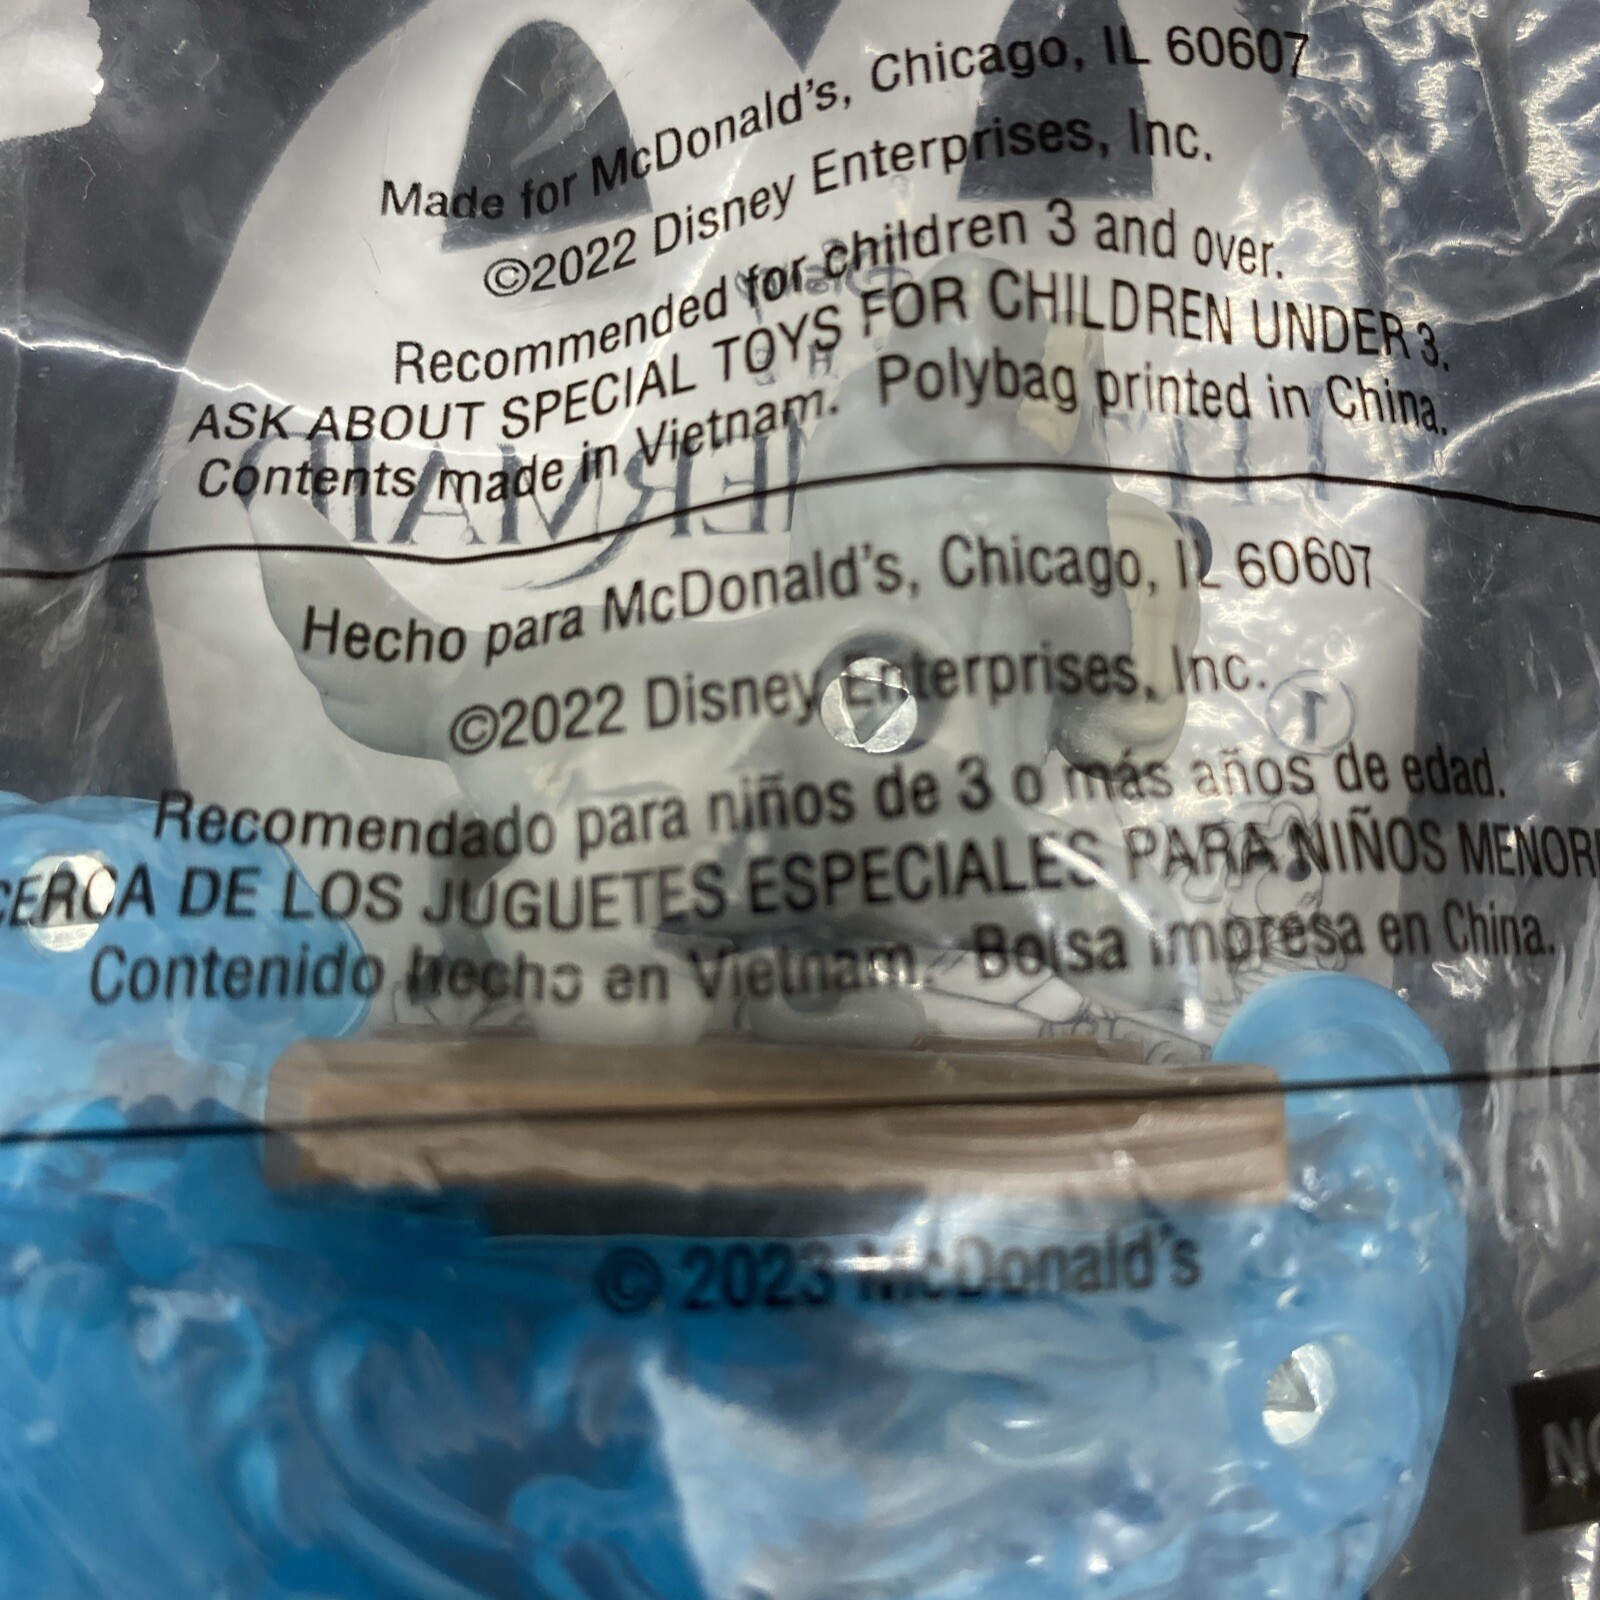 Made for McDonald's, Chicago, IL 60607
©2022 Disney Enterprises, Inc.
Recommended for children 3 and over.
ASK ABOUT SPECIAL TOYS FOR CHILDREN UNDER 3.
Contents made in Vietnam. Polybag printed in China.
Hecho para McDonald's, Chicago, IL 60607
©2022 Disney Enterprises, Inc.
Recomendado para niños de 3 o más años de edad.
DE LOS JUGUETES ESPECIALES PARA NIÑOS
Contenido hecho en Vietnam. Bolsa impresa en China.
© 2023 McDonald's